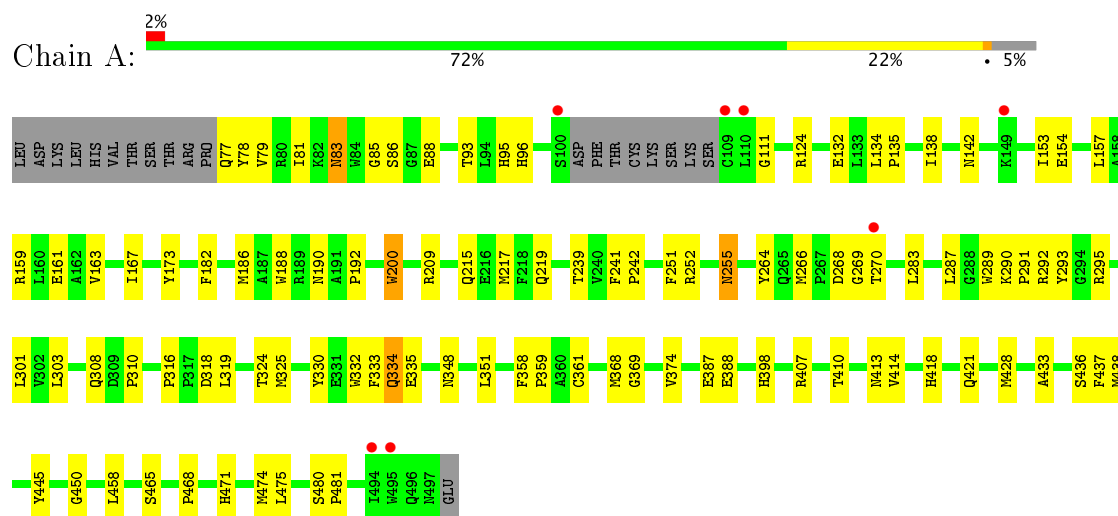 2%
Chain A: 72% 22% • 5%
LEU ASP LYS LEU HIS VAL THR SER THR ARG PRO Q77 Y78 V79 R80 I81 K82 N83 W84 G85 S86 G87 E88 T93 L94 H95 H96 S100 ASP PHE THR CYS LYS SER LYS SER G109 L110 G111 R124 E132 L133 L134 P135 I138 N142 K149 I153 E154 L157 A158
R159 L160 E161 A162 V163 I167 Y173 F182 M186 A187 W188 R189 N190 A191 P192 W200 R209 Q215 E216 M217 F218 Q219 T239 V240 F241 P242 F251 R252 N255 Y264 Q265 M266 P267 D268 G269 T270 L283 L287 G288 W289 K290 P291 R292 Y293 G294 R295
L301 V302 L303 Q308 D309 P310 P316 P317 D318 L319 T324 M325 Y330 E331 W332 F333 Q334 E335 N348 L351 F358 P359 A360 C361 M368 G369 V374 E387 E388 H398 R407 T410 N413 V414 H418 Q421 M428 A433 S436 F437 M438
Y445 G450 L458 S465 P468 H471 M474 L475 S480 P481 I494 W495 Q496 N497 GLU